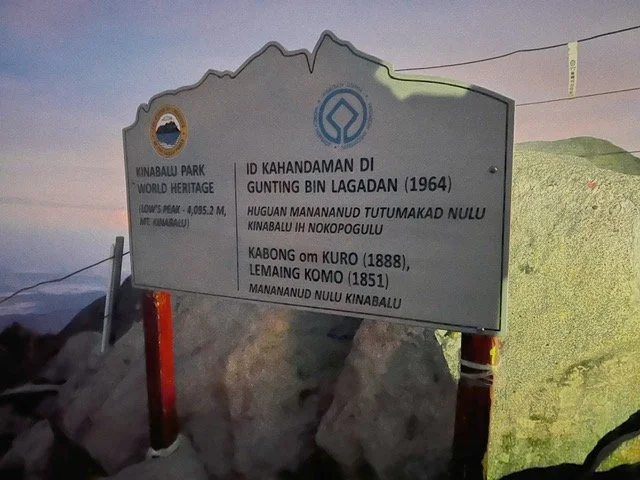 KINABALU PARK
WORLD HERITAGE
(LOW'S PEAK - 4,095.2 M,
MT. KINABALU)
ID KAHANDAMAN DI
GUNTING BIN LAGADAN (1964)
HUGUAN MANANANUD TUTUMAKAD NULU
KINABALU IH NOKOPOGULU
KABONG om KURO (1888),
LEMAING KOMO (1851)
MANANANUD NULU KINABALU